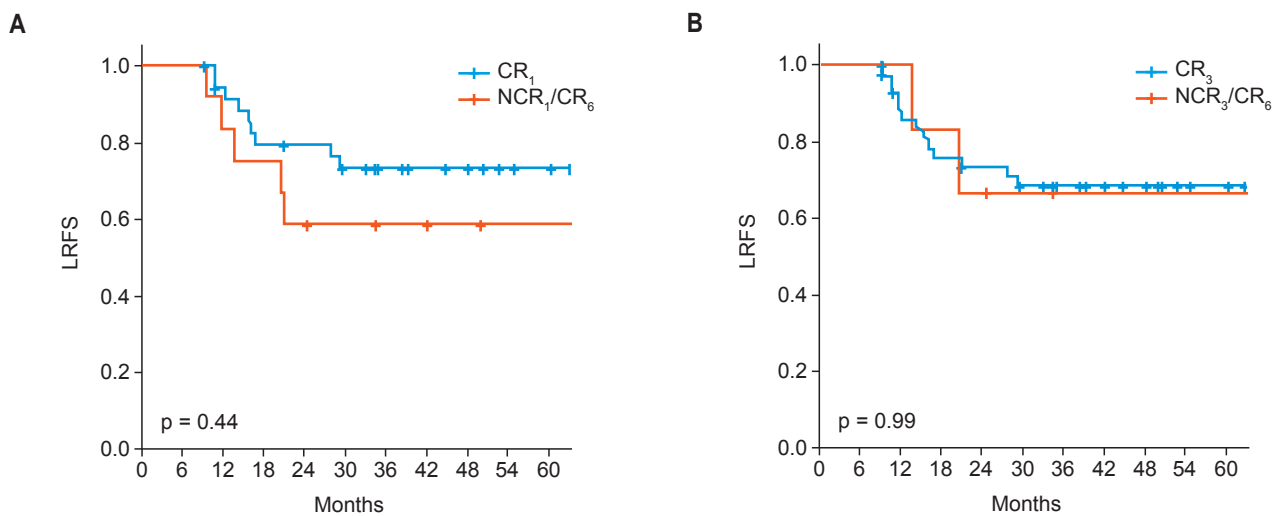 A
CR₁
NCR₁/CR₆
LRFS
1.0
0.8
0.6
0.4
0.2
0.0
p = 0.44
0 6 12 18 24 30 36 42 48 54 60
Months
B
CR₃
NCR₃/CR₆
LRFS
1.0
0.8
0.6
0.4
0.2
0.0
p = 0.99
0 6 12 18 24 30 36 42 48 54 60
Months